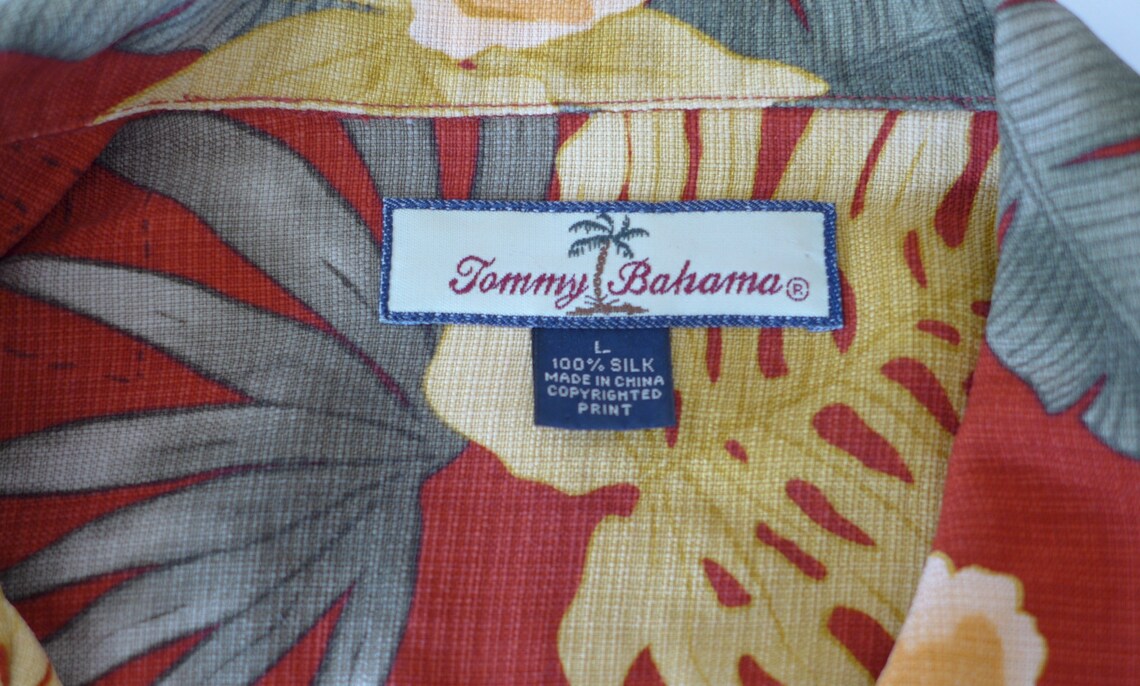 Tommy Bahama®
L
100% SILK
MADE IN CHINA
COPYRIGHTED
PRINT